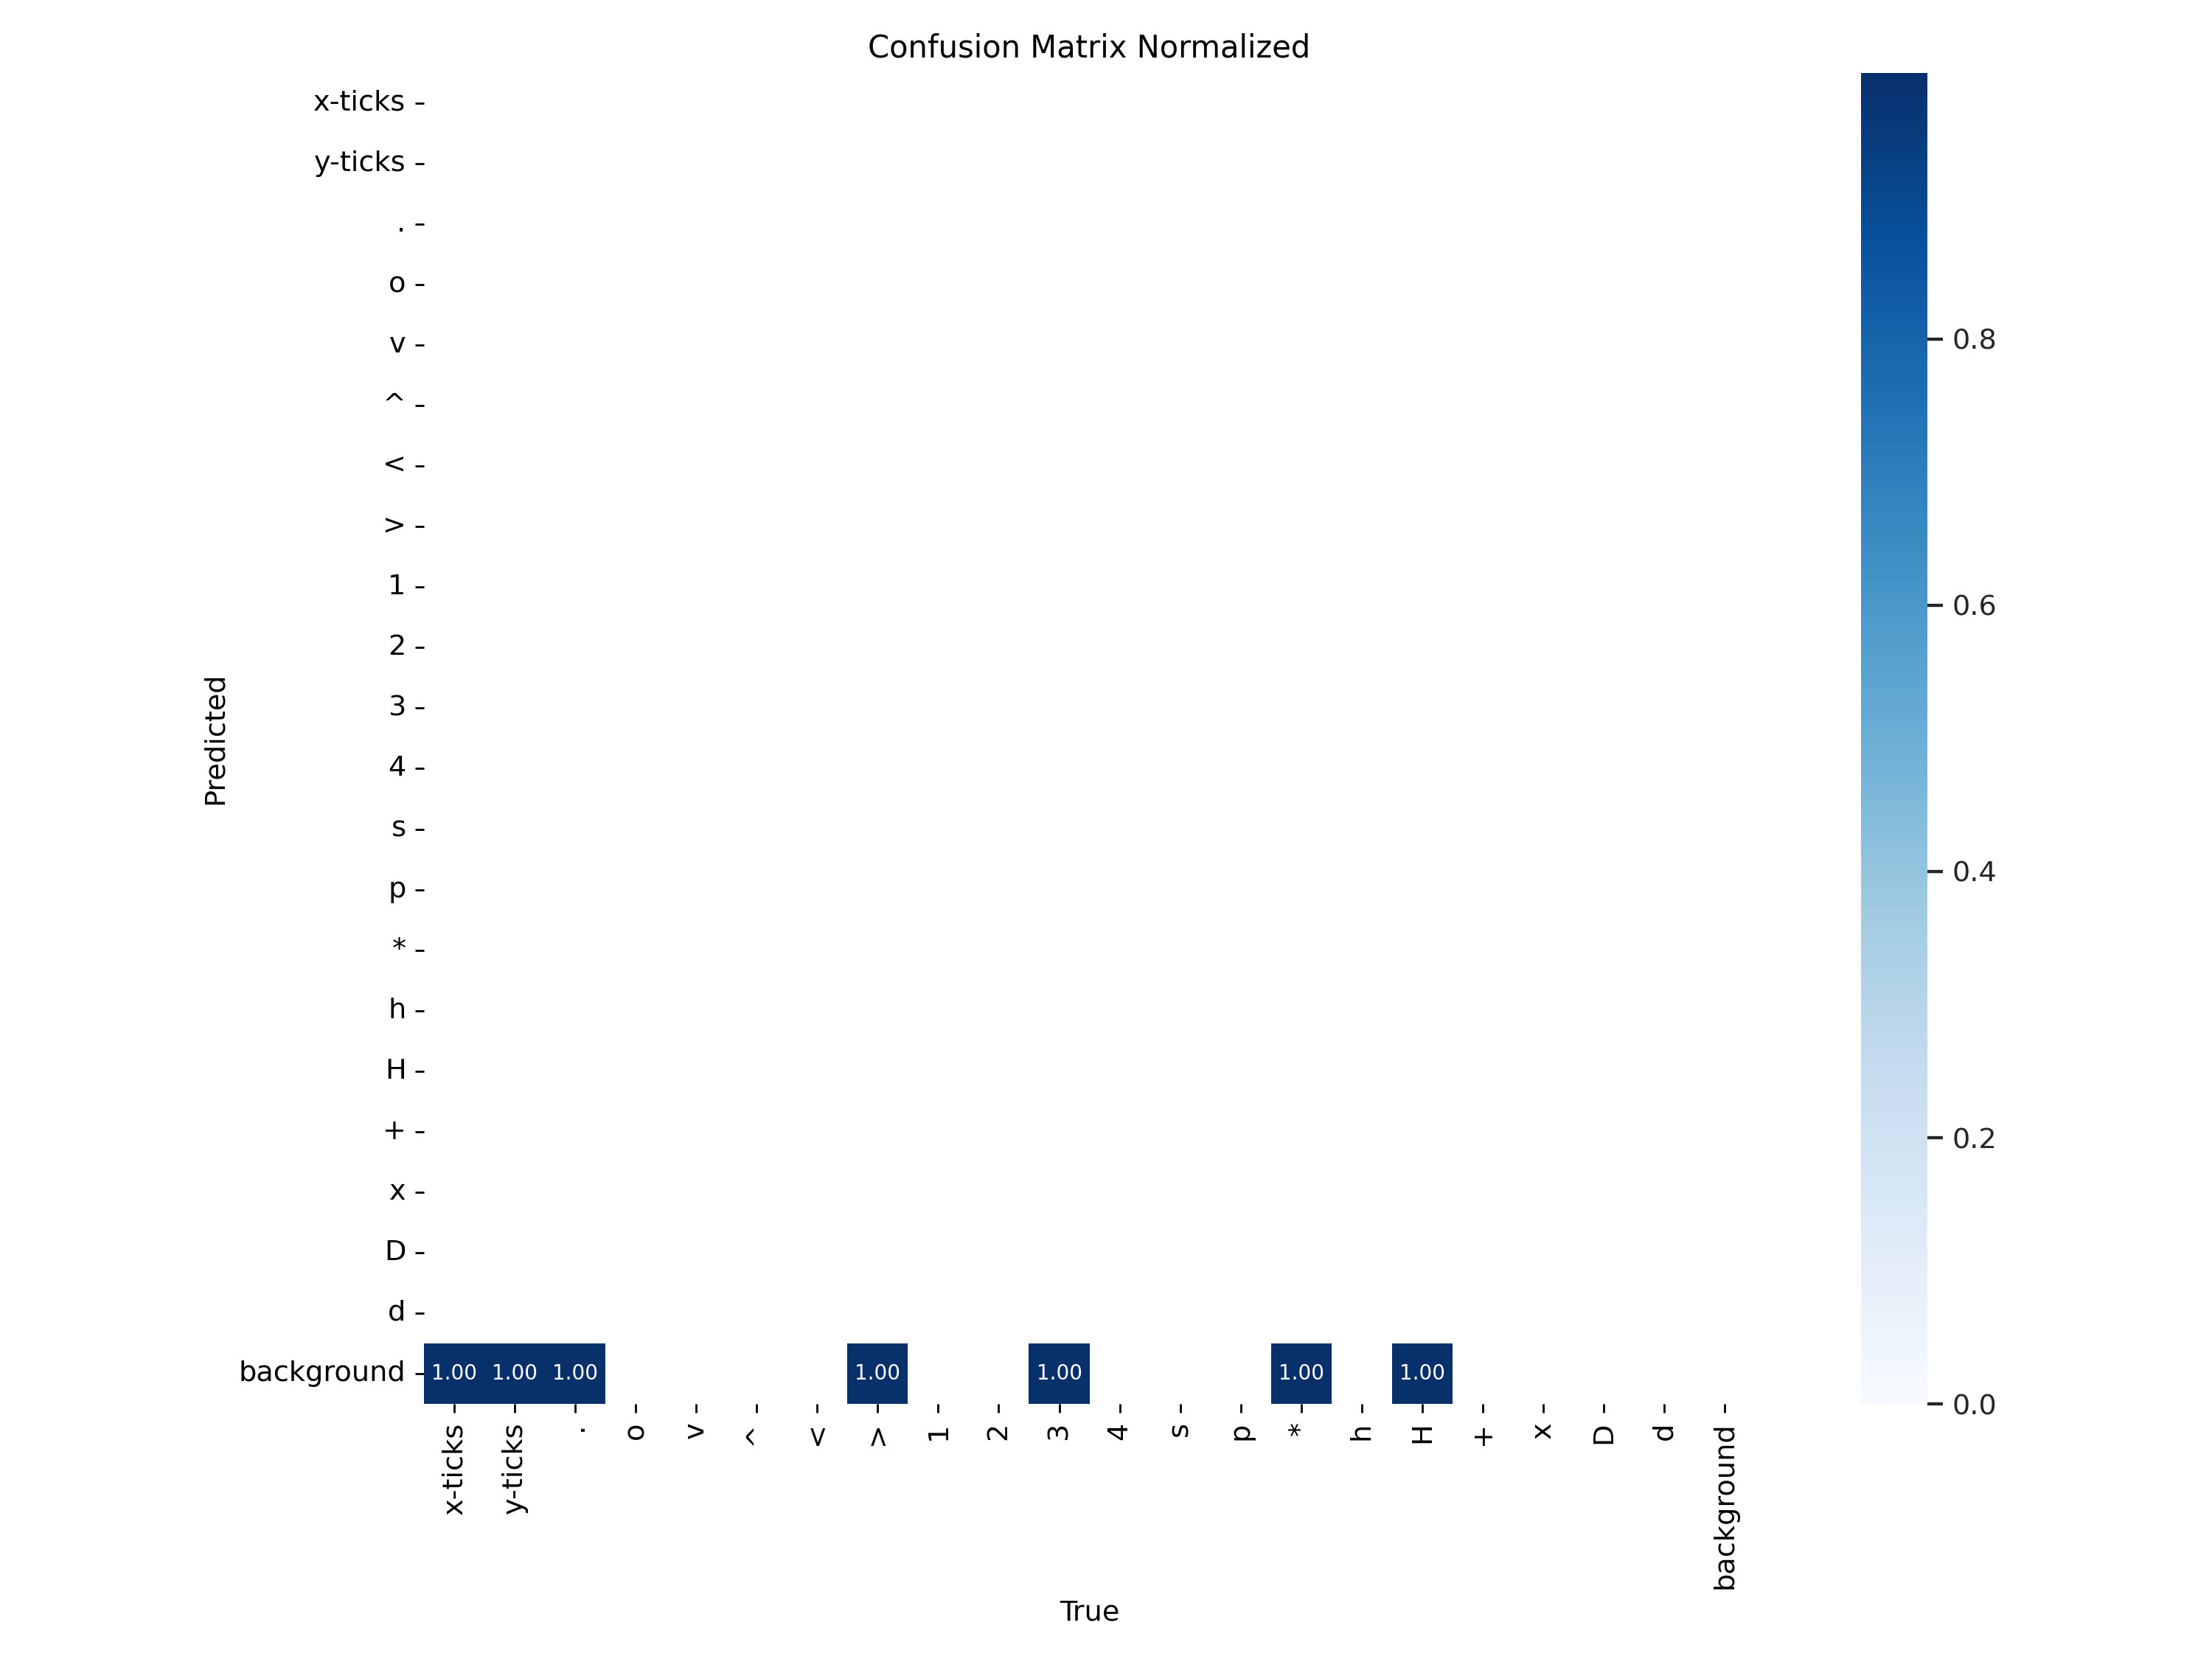 Confusion Matrix Normalized
x-ticks
y-ticks
.
o
v
^
<
>
1
2
3
4
s
p
*
h
H
+
x
D
d
background
Predicted
1.00 1.00 1.00 1.00 1.00 1.00 1.00
x-ticks y-ticks . o v ^ < > 1 2 3 4 s p * h H + x D d background
True
0.8
0.6
0.4
0.2
0.0